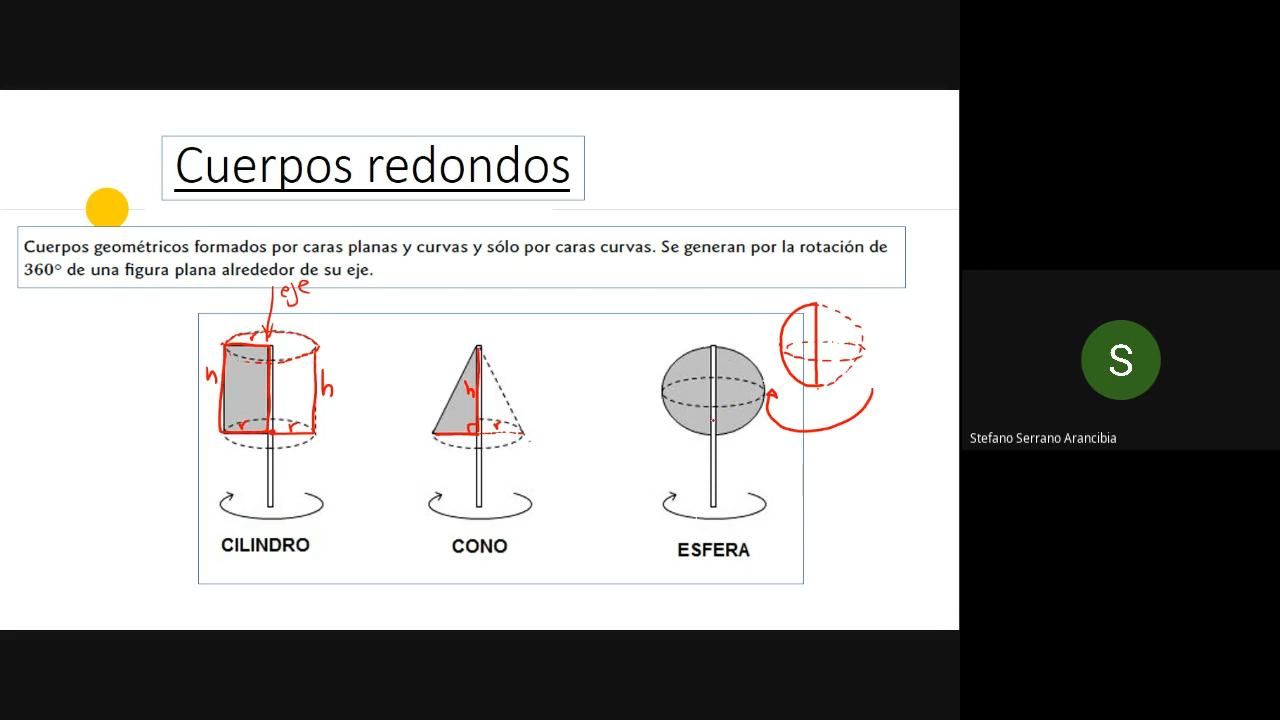 Cuerpos redondos
Cuerpos geométricos formados por caras planas y curvas y sólo por caras curvas. Se generan por la rotación de
360° de una figura plana alrededor de su eje.
eje
r
h
h
r
r
h
r
CILINDRO
CONO
ESFERA
S
Stefano Serrano Arancibia